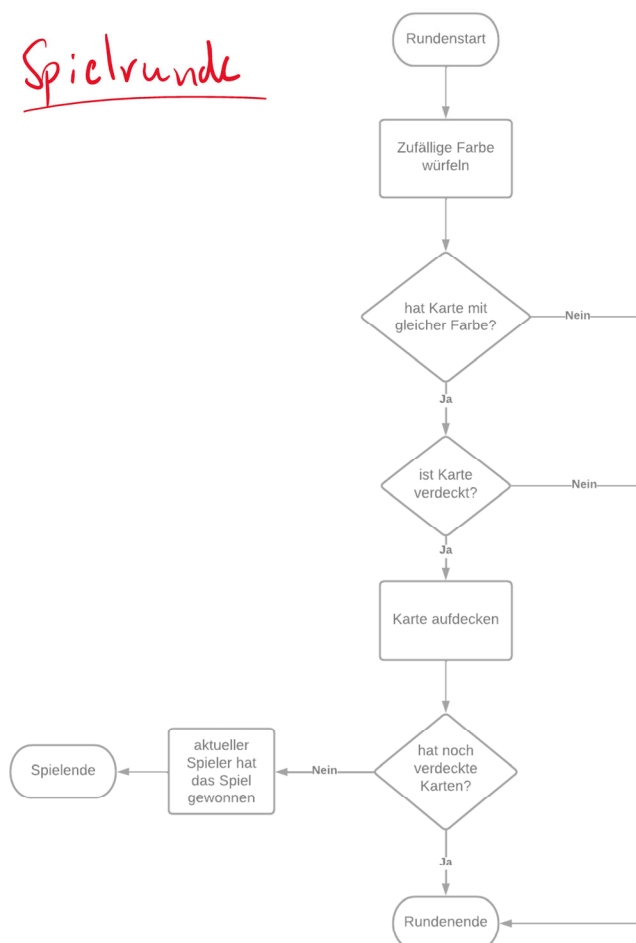 Spielrunde
Rundenstart
Zufällige Farbe
würfeln
hat Karte mit
gleicher Farbe?
Nein
Ja
ist Karte
verdeckt?
Nein
Ja
Karte aufdecken
hat noch
verdeckte
Karten?
Nein
aktueller
Spieler hat
das Spiel
gewonnen
Spielende
Ja
Rundenende